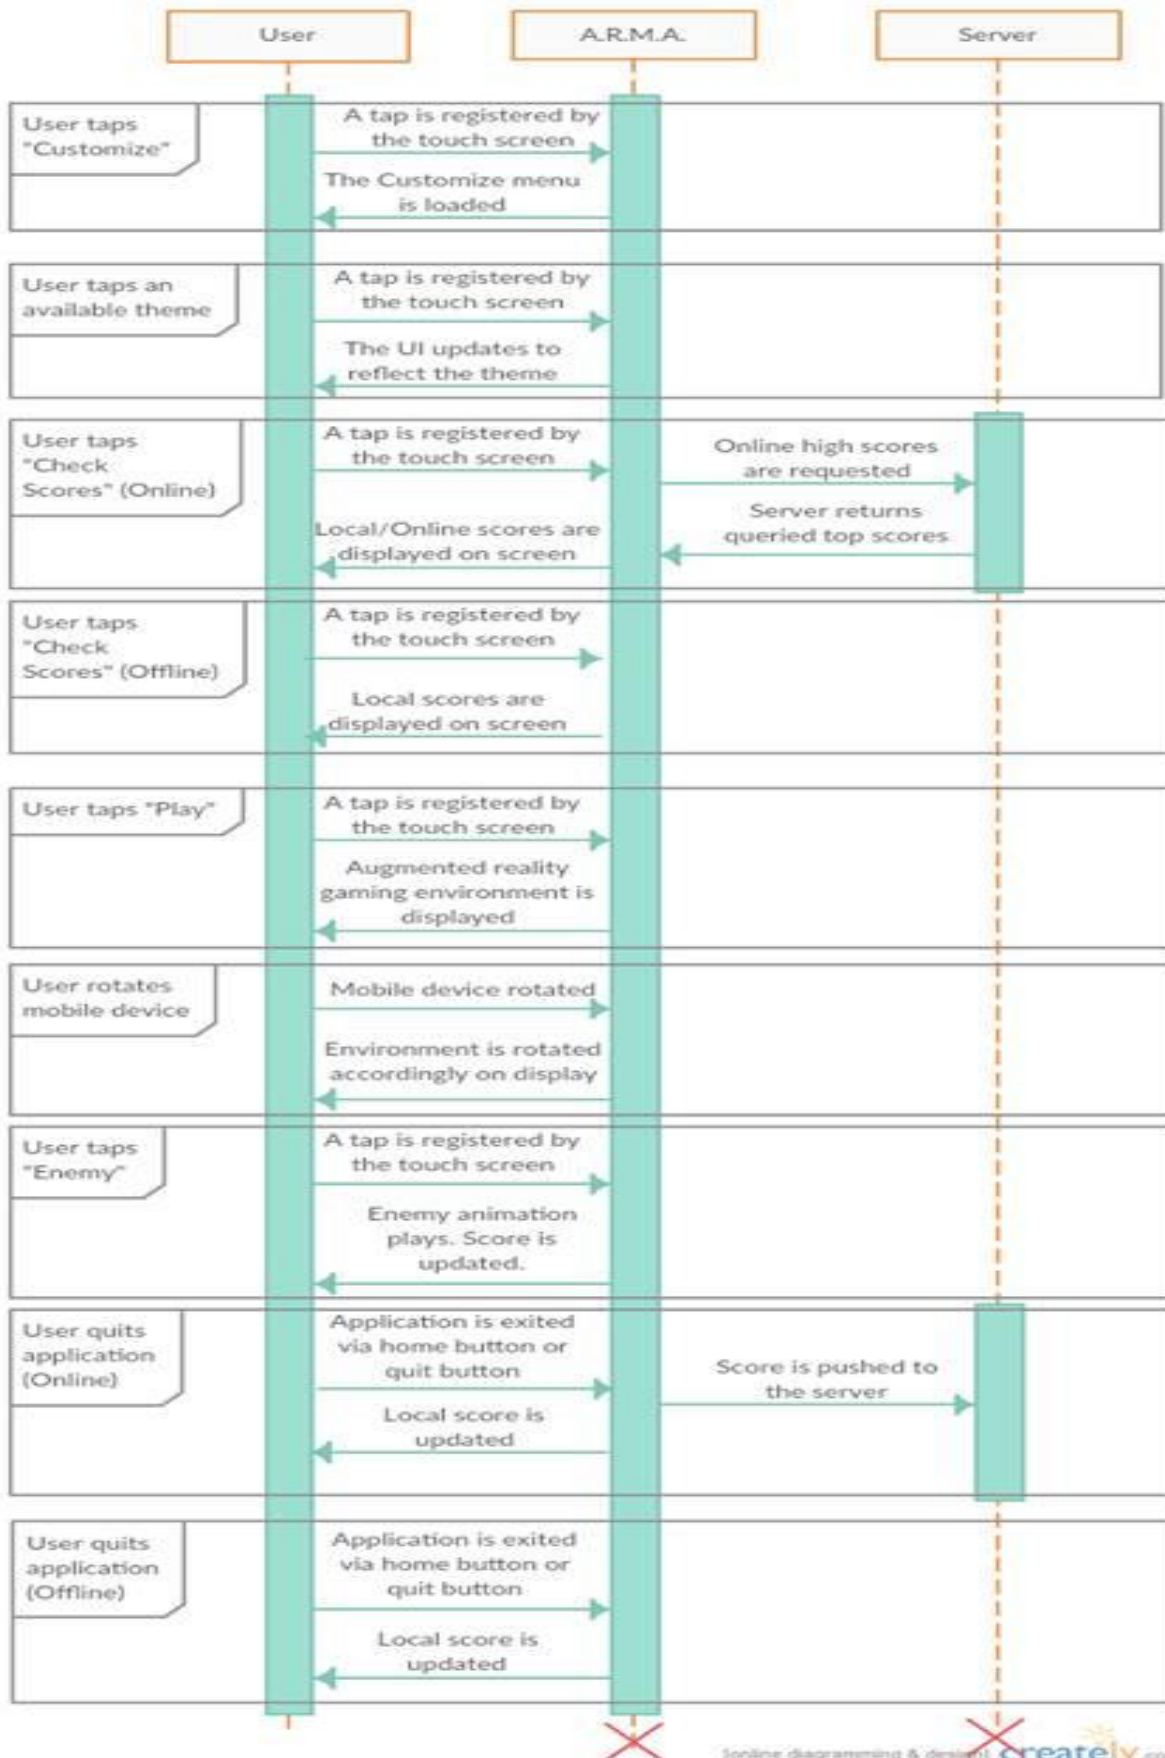 User
A.R.M.A.
Server
User taps
"Customize"
A tap is registered by
the touch screen
The Customize menu
is loaded
User taps an
available theme
A tap is registered by
the touch screen
The UI updates to
reflect the theme
User taps
"Check
Scores" (Online)
A tap is registered by
the touch screen
Online high scores
are requested
Server returns
queried top scores
Local/Online scores are
displayed on screen
User taps
"Check
Scores" (Offline)
A tap is registered by
the touch screen
Local scores are
displayed on screen
User taps "Play"
A tap is registered by
the touch screen
Augmented reality
gaming environment is
displayed
User rotates
mobile device
Mobile device rotated
Environment is rotated
accordingly on display
User taps
"Enemy"
A tap is registered by
the touch screen
Enemy animation
plays. Score is
updated.
User quits
application
(Online)
Application is exited
via home button or
quit button
Score is pushed to
the server
Local score is
updated
User quits
application
(Offline)
Application is exited
via home button or
quit button
Local score is
updated
[online diagramming & design] creately